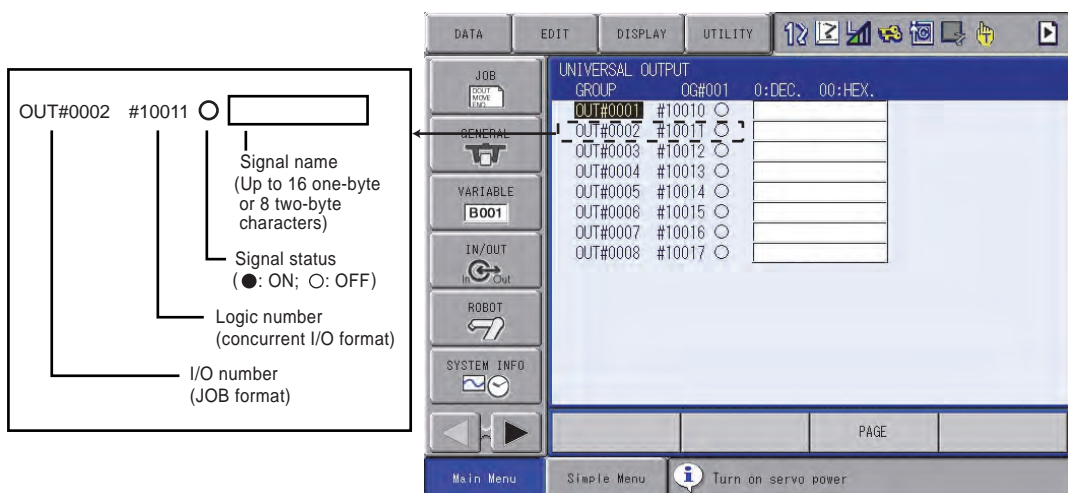 OUT#0002 #10011 ○
Signal name
(Up to 16 one-byte
or 8 two-byte
characters)
Signal status
( ●: ON; ○: OFF)
Logic number
(concurrent I/O format)
I/O number
(JOB format)
DATA EDIT DISPLAY UTILITY
JOB
DOUT
MOVE
END
GENERAL
VARIABLE
B001
IN/OUT
In Out
ROBOT
SYSTEM INFO
UNIVERSAL OUTPUT
GROUP OG#001 0:DEC. 00:HEX.
OUT#0001 #10010 ○
OUT#0002 #10011 ○
OUT#0003 #10012 ○
OUT#0004 #10013 ○
OUT#0005 #10014 ○
OUT#0006 #10015 ○
OUT#0007 #10016 ○
OUT#0008 #10017 ○
PAGE
Main Menu Simple Menu Turn on servo power